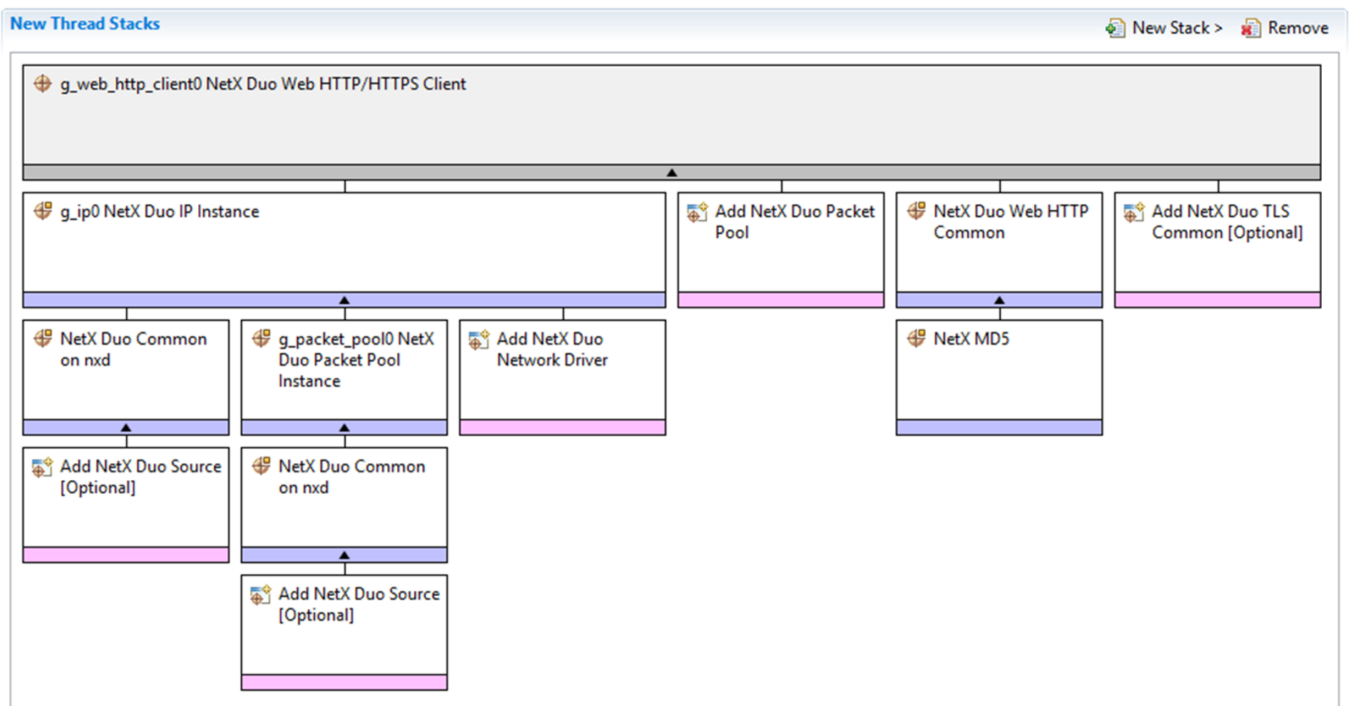 New Thread Stacks
New Stack >
Remove
g_web_http_client0 NetX Duo Web HTTP/HTTPS Client
g_ip0 NetX Duo IP Instance
Add NetX Duo Packet
Pool
NetX Duo Web HTTP
Common
Add NetX Duo TLS
Common [Optional]
NetX Duo Common
on nxd
g_packet_pool0 NetX
Duo Packet Pool
Instance
Add NetX Duo
Network Driver
NetX MD5
Add NetX Duo Source
[Optional]
NetX Duo Common
on nxd
Add NetX Duo Source
[Optional]